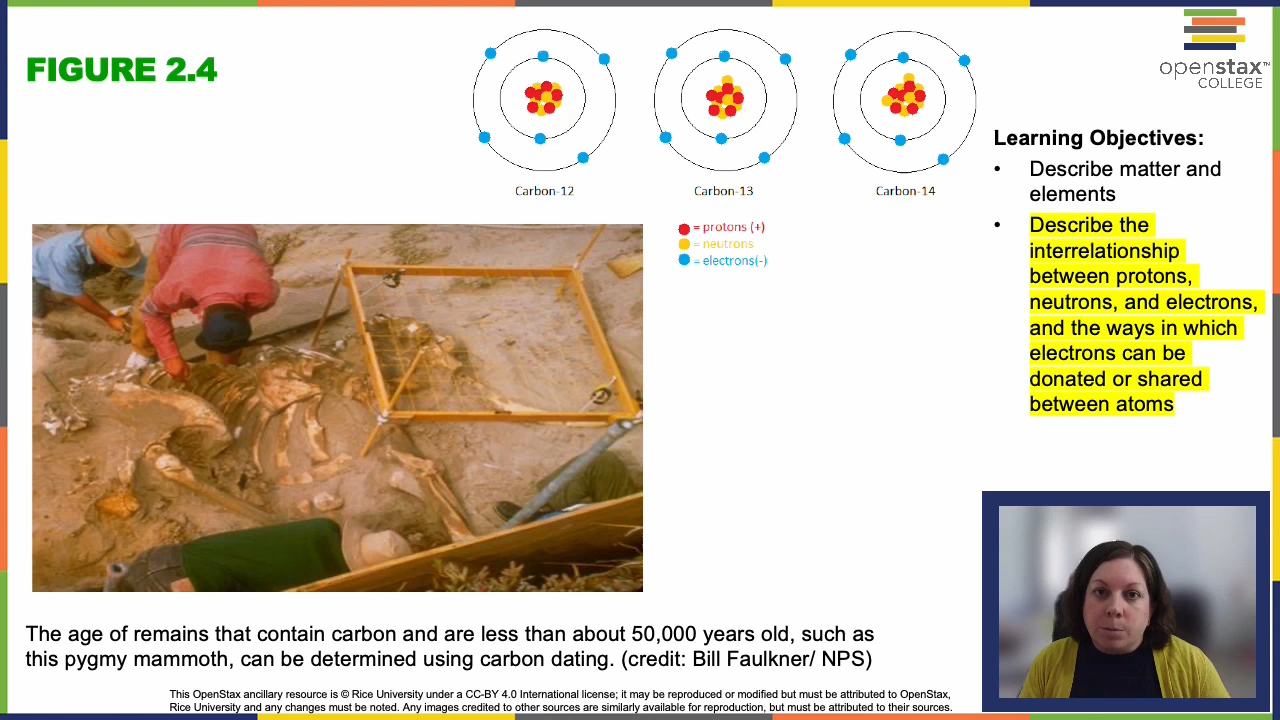 FIGURE 2.4
openstax™
COLLEGE
Carbon-12
Carbon-13
Carbon-14
= protons (+)
= neutrons
= electrons(-)
Learning Objectives:
• Describe matter and
elements
• Describe the
interrelationship
between protons,
neutrons, and electrons,
and the ways in which
electrons can be
donated or shared
between atoms
The age of remains that contain carbon and are less than about 50,000 years old, such as
this pygmy mammoth, can be determined using carbon dating. (credit: Bill Faulkner/ NPS)
This OpenStax ancillary resource is © Rice University under a CC-BY 4.0 International license; it may be reproduced or modified but must be attributed to OpenStax,
Rice University and any changes must be noted. Any images credited to other sources are similarly available for reproduction, but must be attributed to their sources.